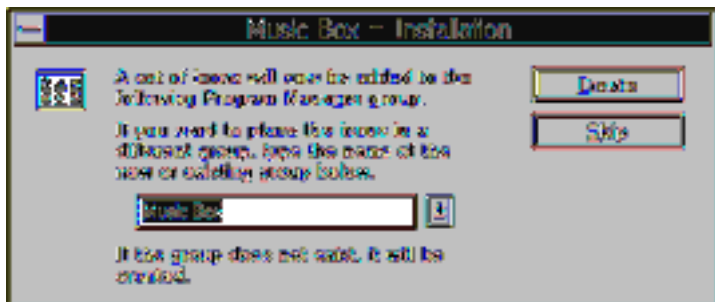 Music Box - Installation
A set of icons will now be added to the
following Program Manager group.
Create
Skip
If you want to place the icons in a
different group, type the name of the
new or existing group below.
Music Box
If the group does not exist, it will be
created.